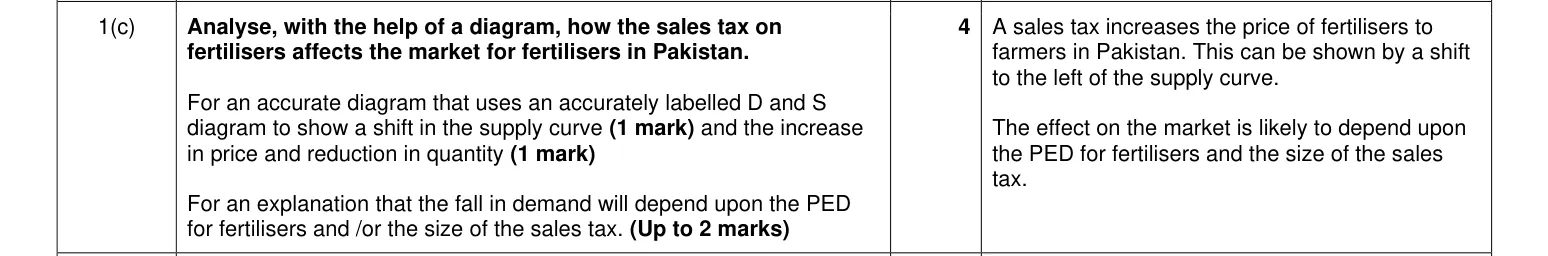 1(c)
Analyse, with the help of a diagram, how the sales tax on
fertilisers affects the market for fertilisers in Pakistan.
For an accurate diagram that uses an accurately labelled D and S
diagram to show a shift in the supply curve (1 mark) and the increase
in price and reduction in quantity (1 mark)
For an explanation that the fall in demand will depend upon the PED
for fertilisers and /or the size of the sales tax. (Up to 2 marks)
4
A sales tax increases the price of fertilisers to
farmers in Pakistan. This can be shown by a shift
to the left of the supply curve.
The effect on the market is likely to depend upon
the PED for fertilisers and the size of the sales
tax.